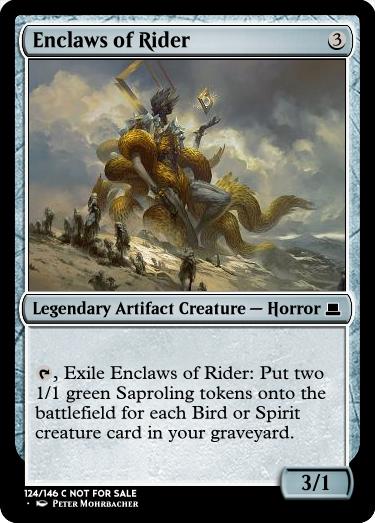 Enclaws of Rider 3
Legendary Artifact Creature — Horror
, Exile Enclaws of Rider: Put two
1/1 green Saproling tokens onto the
battlefield for each Bird or Spirit
creature card in your graveyard.
3/1
124/146 C NOT FOR SALE
· Peter Mohrbacher